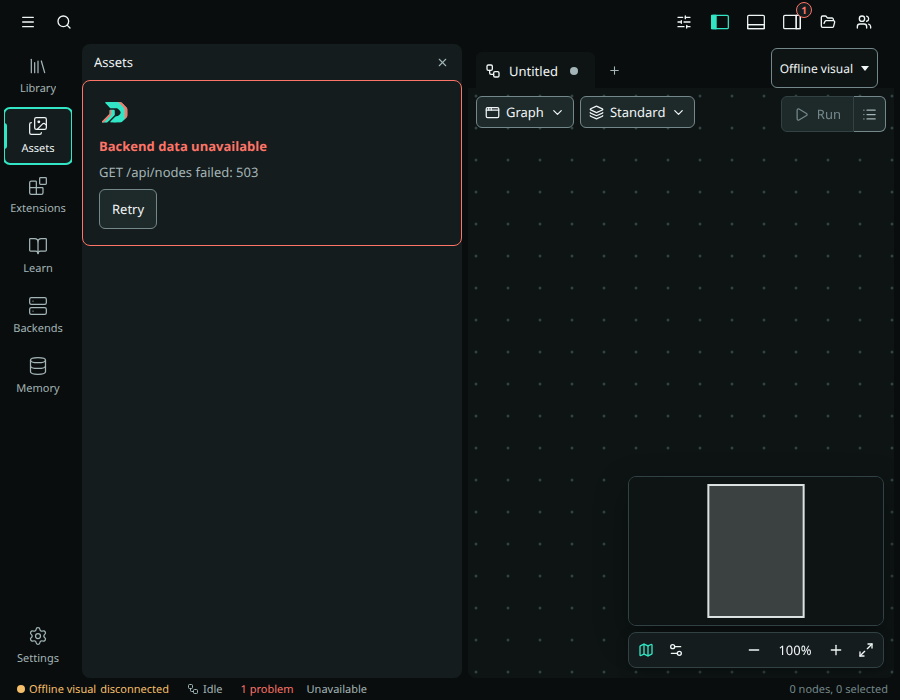 1
Library
Assets
Extensions
Learn
Backends
Memory
Settings
Assets
Backend data unavailable
GET /api/nodes failed: 503
Retry
Untitled
Offline visual
Graph
Standard
Run
100%
Offline visual disconnected
Idle
1 problem
Unavailable
0 nodes, 0 selected